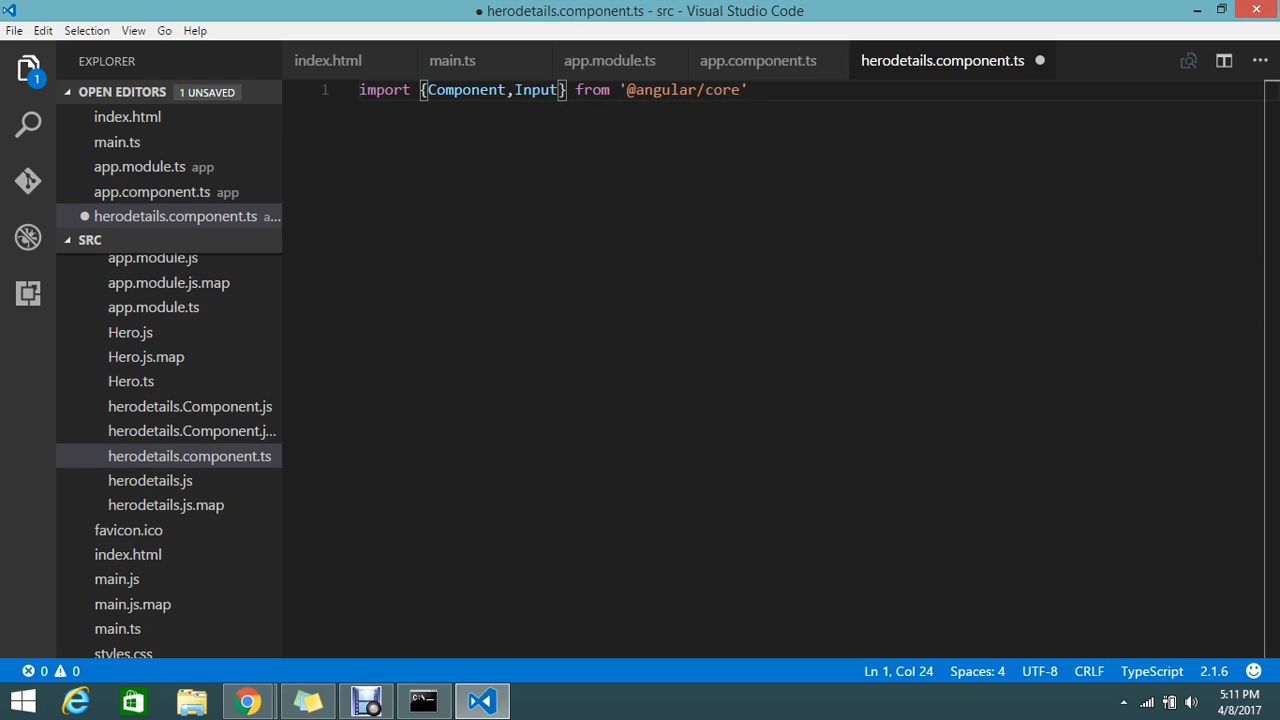 ● herodetails.component.ts - src - Visual Studio Code
File Edit Selection View Go Help
EXPLORER
index.html main.ts app.module.ts app.component.ts herodetails.component.ts
1
OPEN EDITORS 1 UNSAVED
index.html
main.ts
app.module.ts app
app.component.ts app
herodetails.component.ts a...
SRC
app.module.js
app.module.js.map
app.module.ts
Hero.js
Hero.js.map
Hero.ts
herodetails.Component.js
herodetails.Component.j...
herodetails.component.ts
herodetails.js
herodetails.js.map
favicon.ico
index.html
main.js
main.js.map
main.ts
styles.css
1 import {Component,Input} from '@angular/core'
0 0 Ln 1, Col 24 Spaces: 4 UTF-8 CRLF TypeScript 2.1.6
5:11 PM
4/8/2017